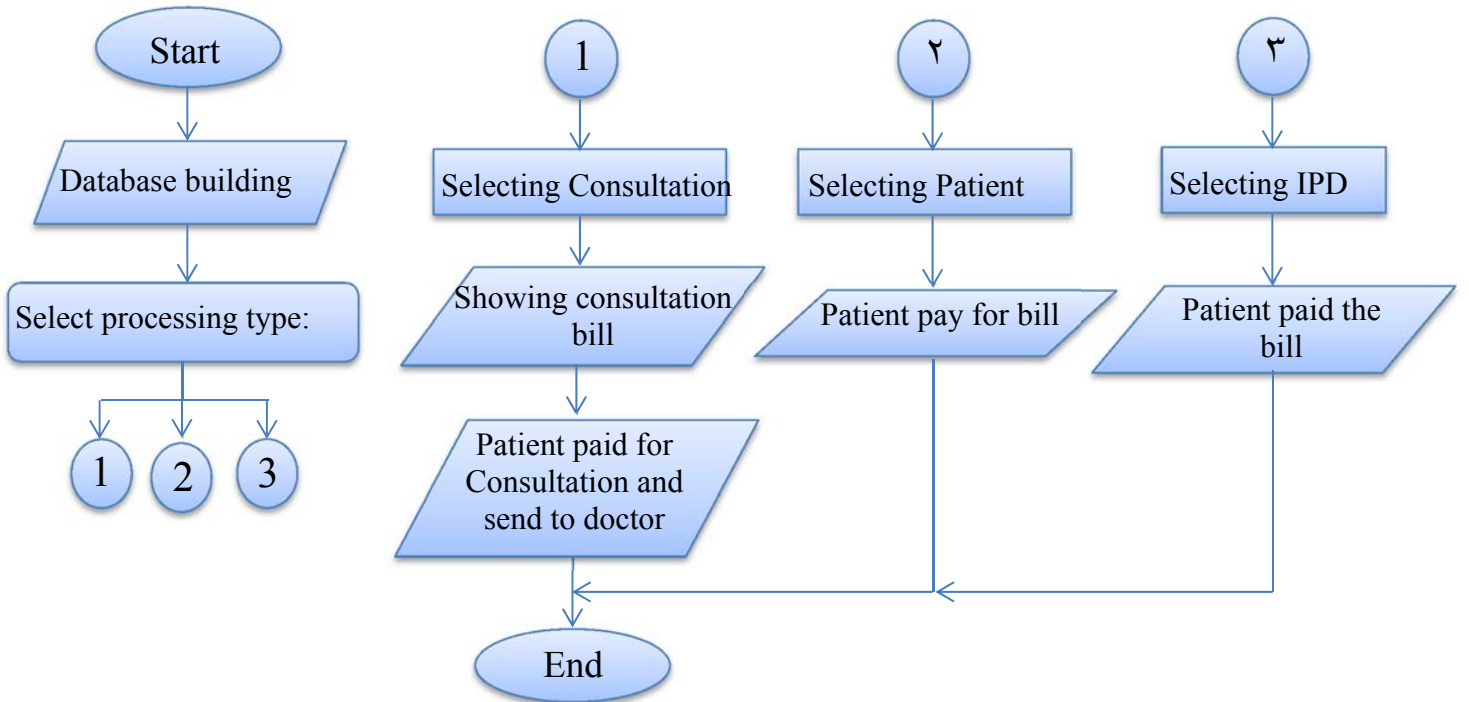 Start
Database building
Select processing type:
1
2
3
1
Selecting Consultation
Showing consultation
bill
Patient paid for
Consultation and
send to doctor
٢
Selecting Patient
Patient pay for bill
٣
Selecting IPD
Patient paid the
bill
End